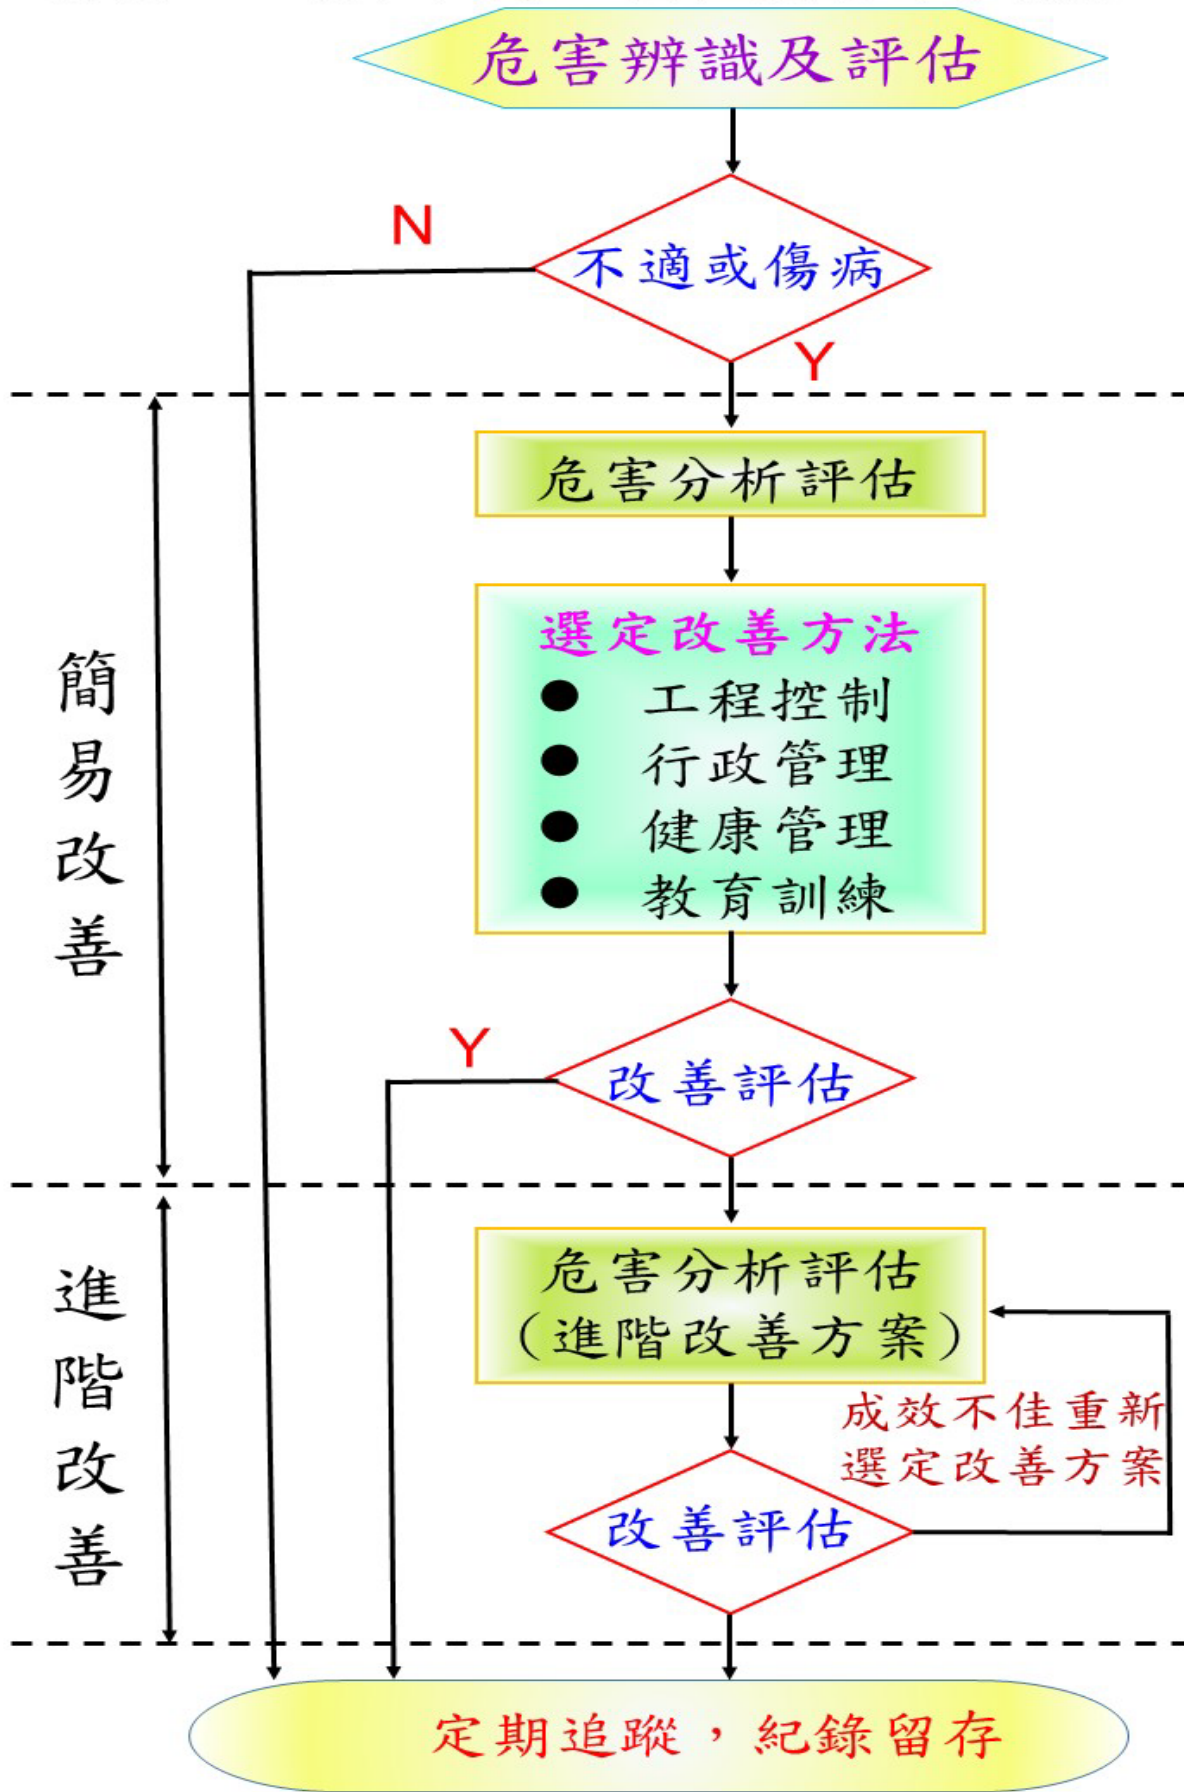 危害辨識及評估
N
不適或傷病
Y
危害分析評估
簡易改善
選定改善方法
● 工程控制
● 行政管理
● 健康管理
● 教育訓練
Y
改善評估
進階改善
危害分析評估
（進階改善方案）
成效不佳重新
選定改善方案
改善評估
定期追蹤，紀錄留存